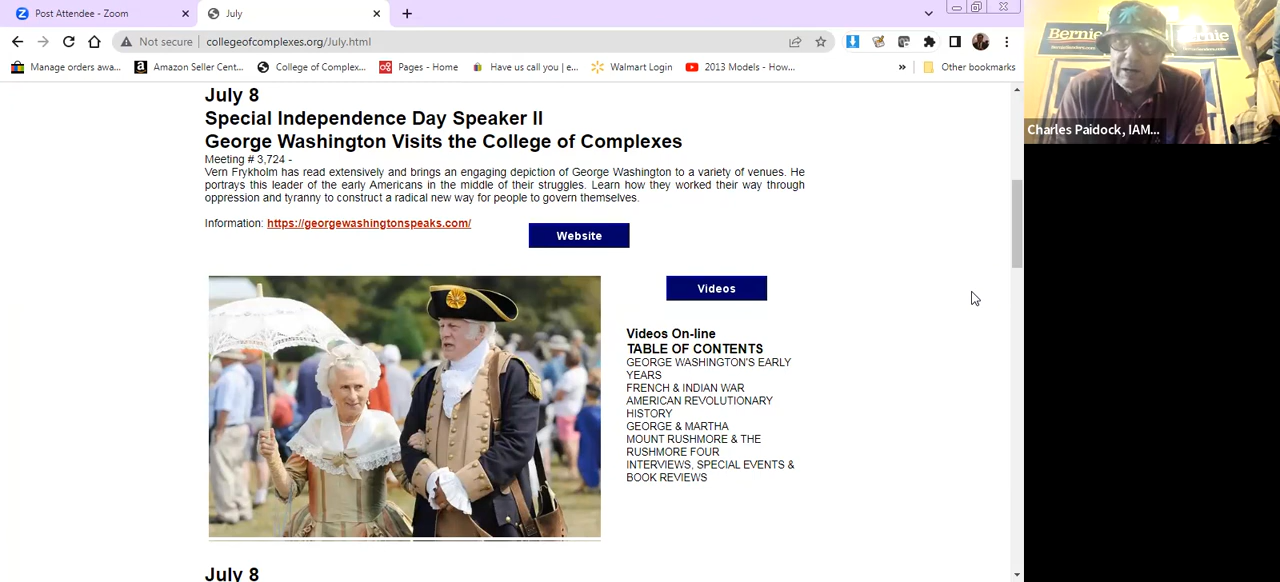 Post Attendee - Zoom
July
Not secure
collegeofcomplexes.org/July.html
Manage orders awa...
Amazon Seller Cent...
College of Complex...
Pages - Home
Have us call you | e...
Walmart Login
2013 Models - How...
»
Other bookmarks
July 8
Special Independence Day Speaker II
George Washington Visits the College of Complexes
Meeting # 3,724 -
Vern Frykholm has read extensively and brings an engaging depiction of George Washington to a variety of venues. He
portrays this leader of the early Americans in the middle of their struggles. Learn how they worked their way through
oppression and tyranny to construct a radical new way for people to govern themselves.
Information: https://georgewashingtonspeaks.com/
Website
Videos
Videos On-line
TABLE OF CONTENTS
GEORGE WASHINGTON'S EARLY
YEARS
FRENCH & INDIAN WAR
AMERICAN REVOLUTIONARY
HISTORY
GEORGE & MARTHA
MOUNT RUSHMORE & THE
RUSHMORE FOUR
INTERVIEWS, SPECIAL EVENTS &
BOOK REVIEWS
July 8
Bernie
Bernie
Charles Paidock, IAM...